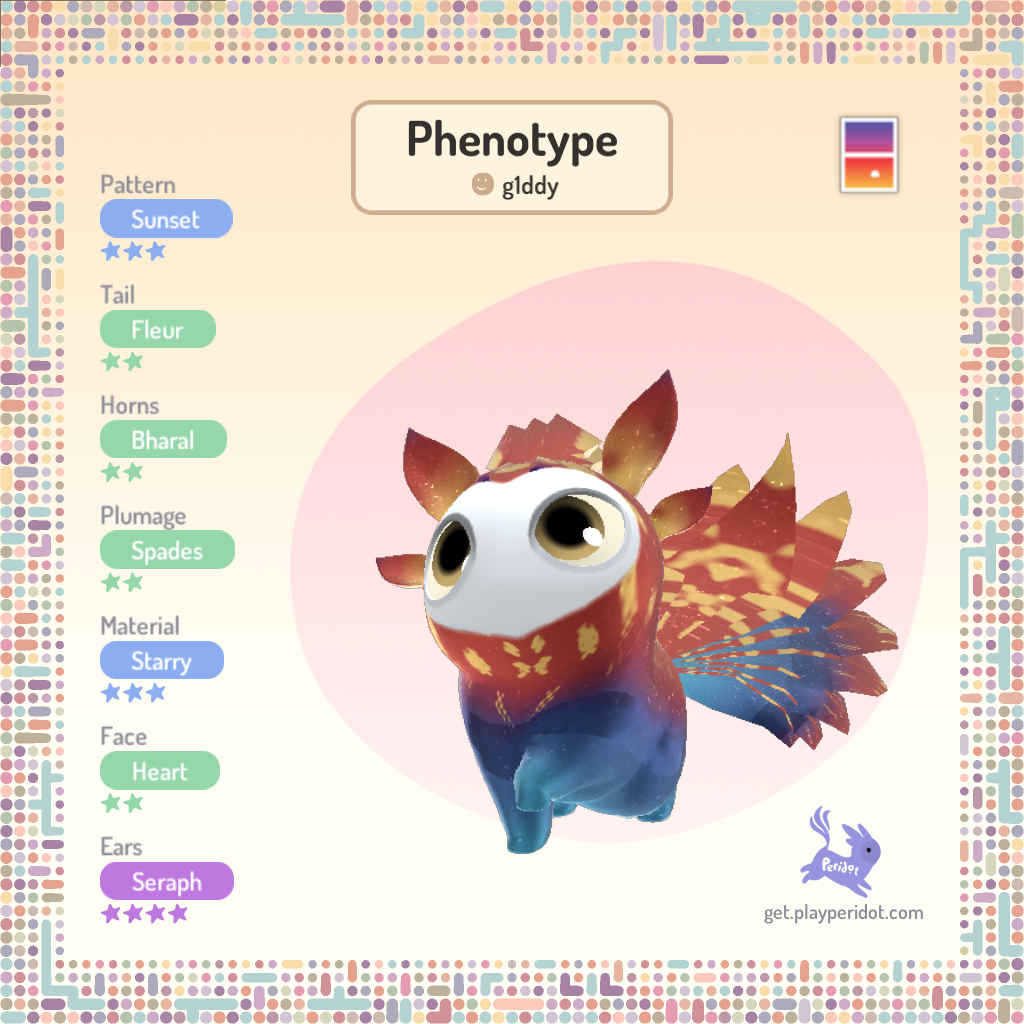 Phenotype
g1ddy
Pattern
Sunset
Tail
Fleur
Horns
Bharal
Plumage
Spades
Material
Starry
Face
Heart
Ears
Seraph
Peridot
get.playperidot.com